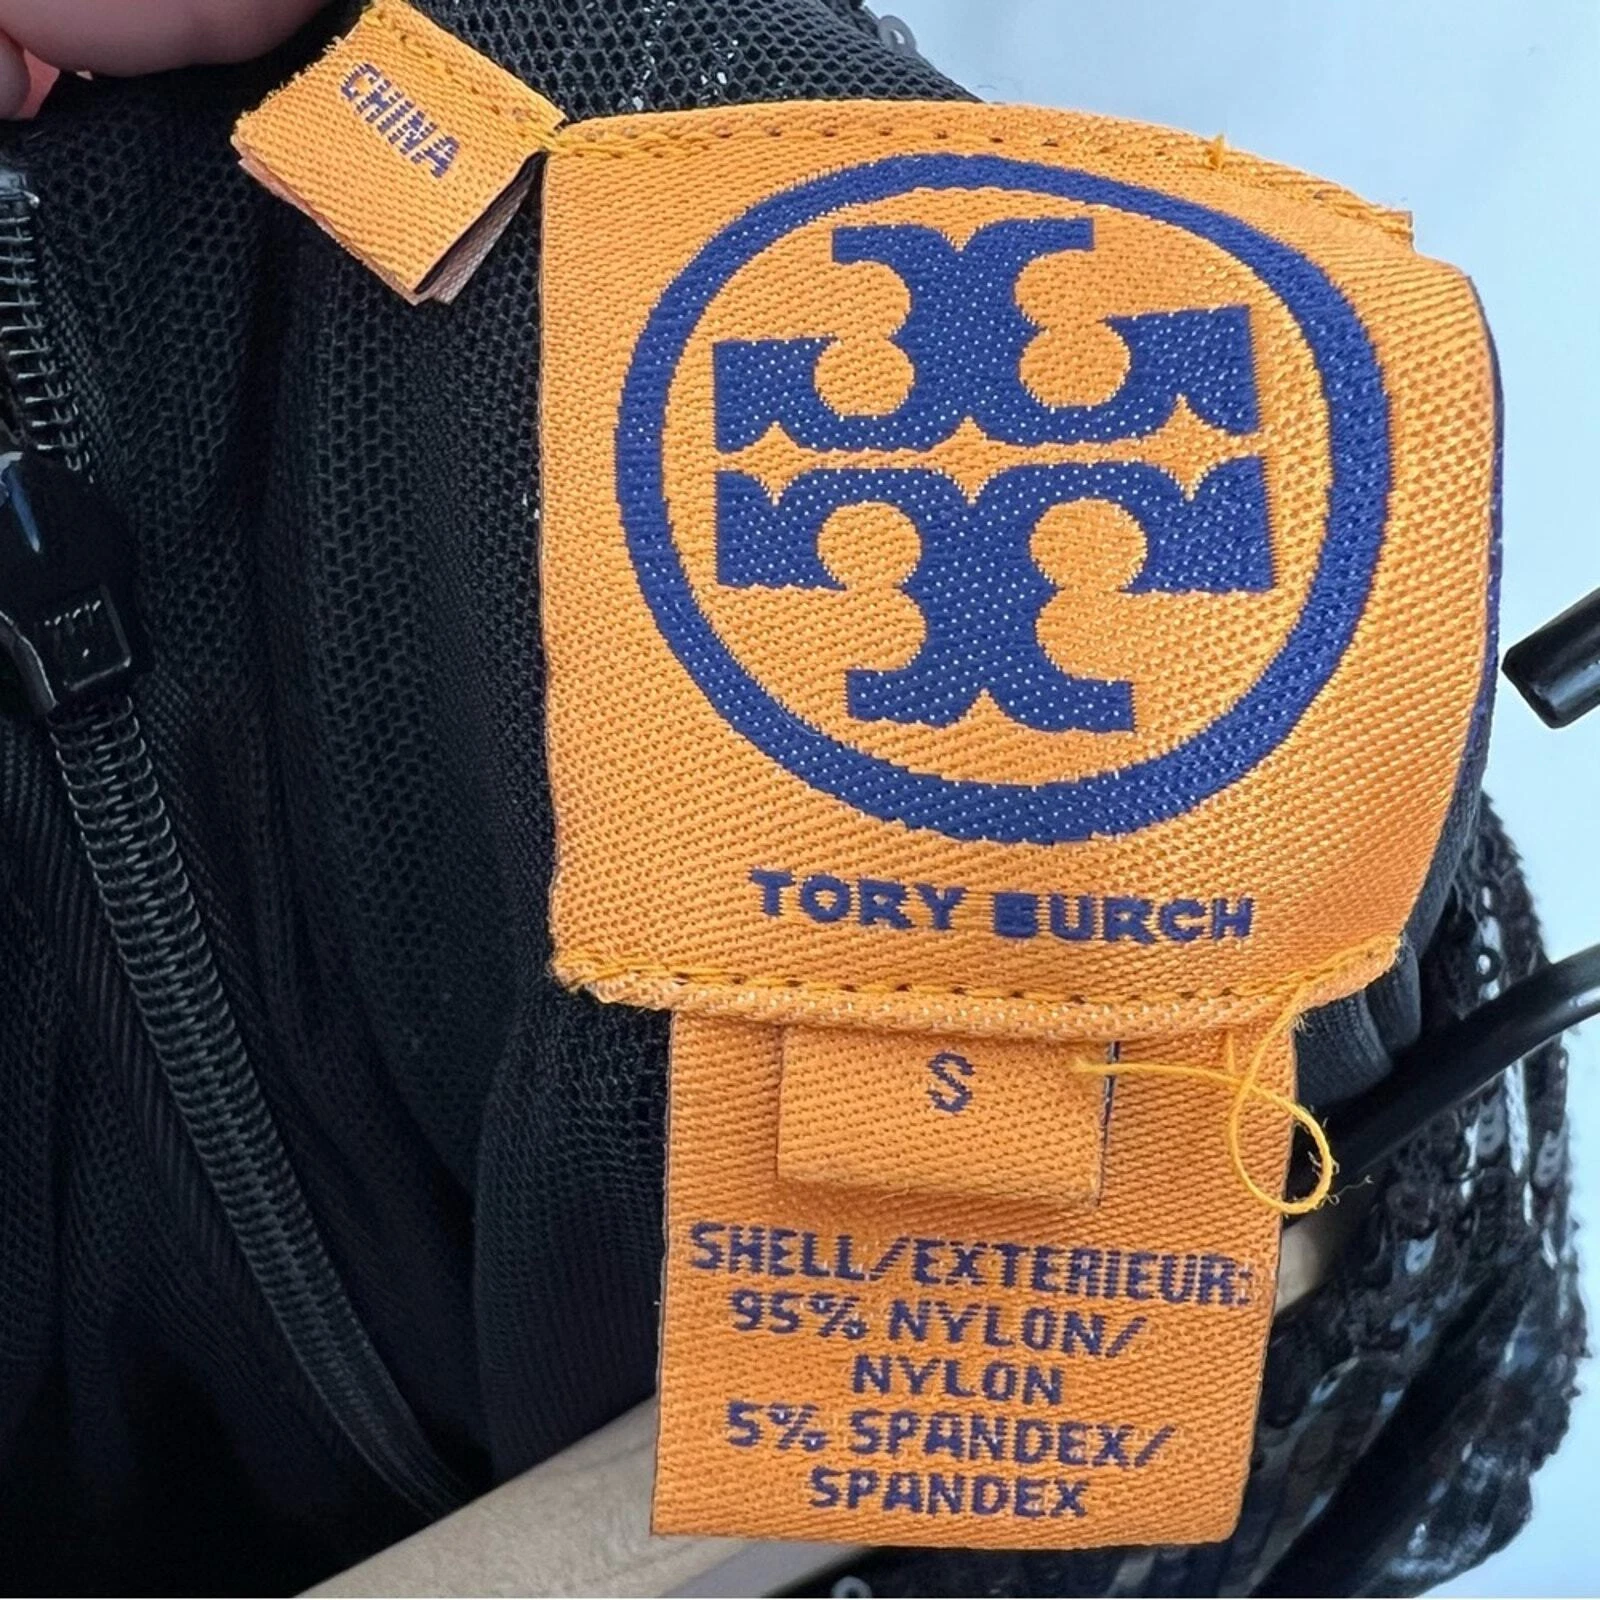 CHINA
TORY BURCH
S
SHELL/EXTERIEUR:
95% NYLON/
NYLON
5% SPANDEX/
SPANDEX